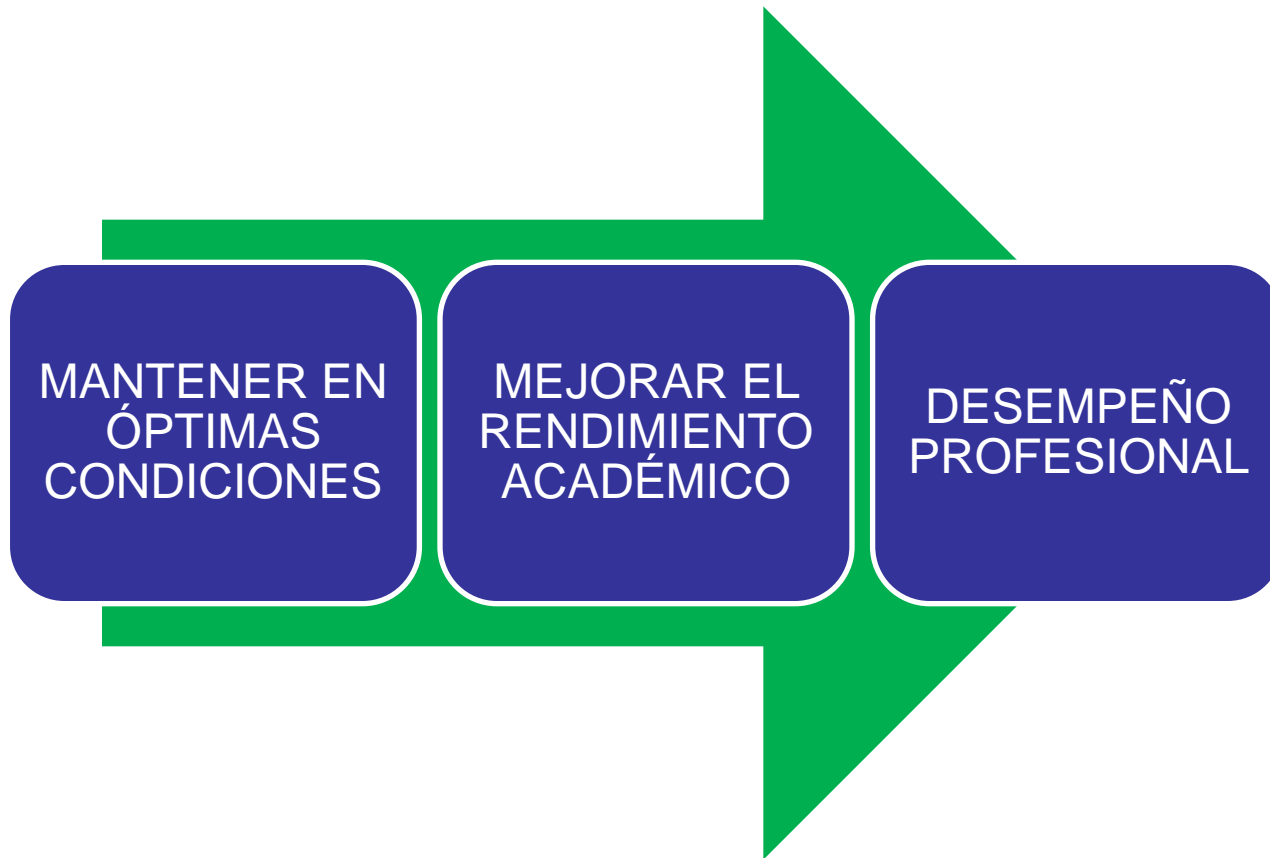 MANTENER EN
ÓPTIMAS
CONDICIONES
MEJORAR EL
RENDIMIENTO
ACADÉMICO
DESEMPEÑO
PROFESIONAL